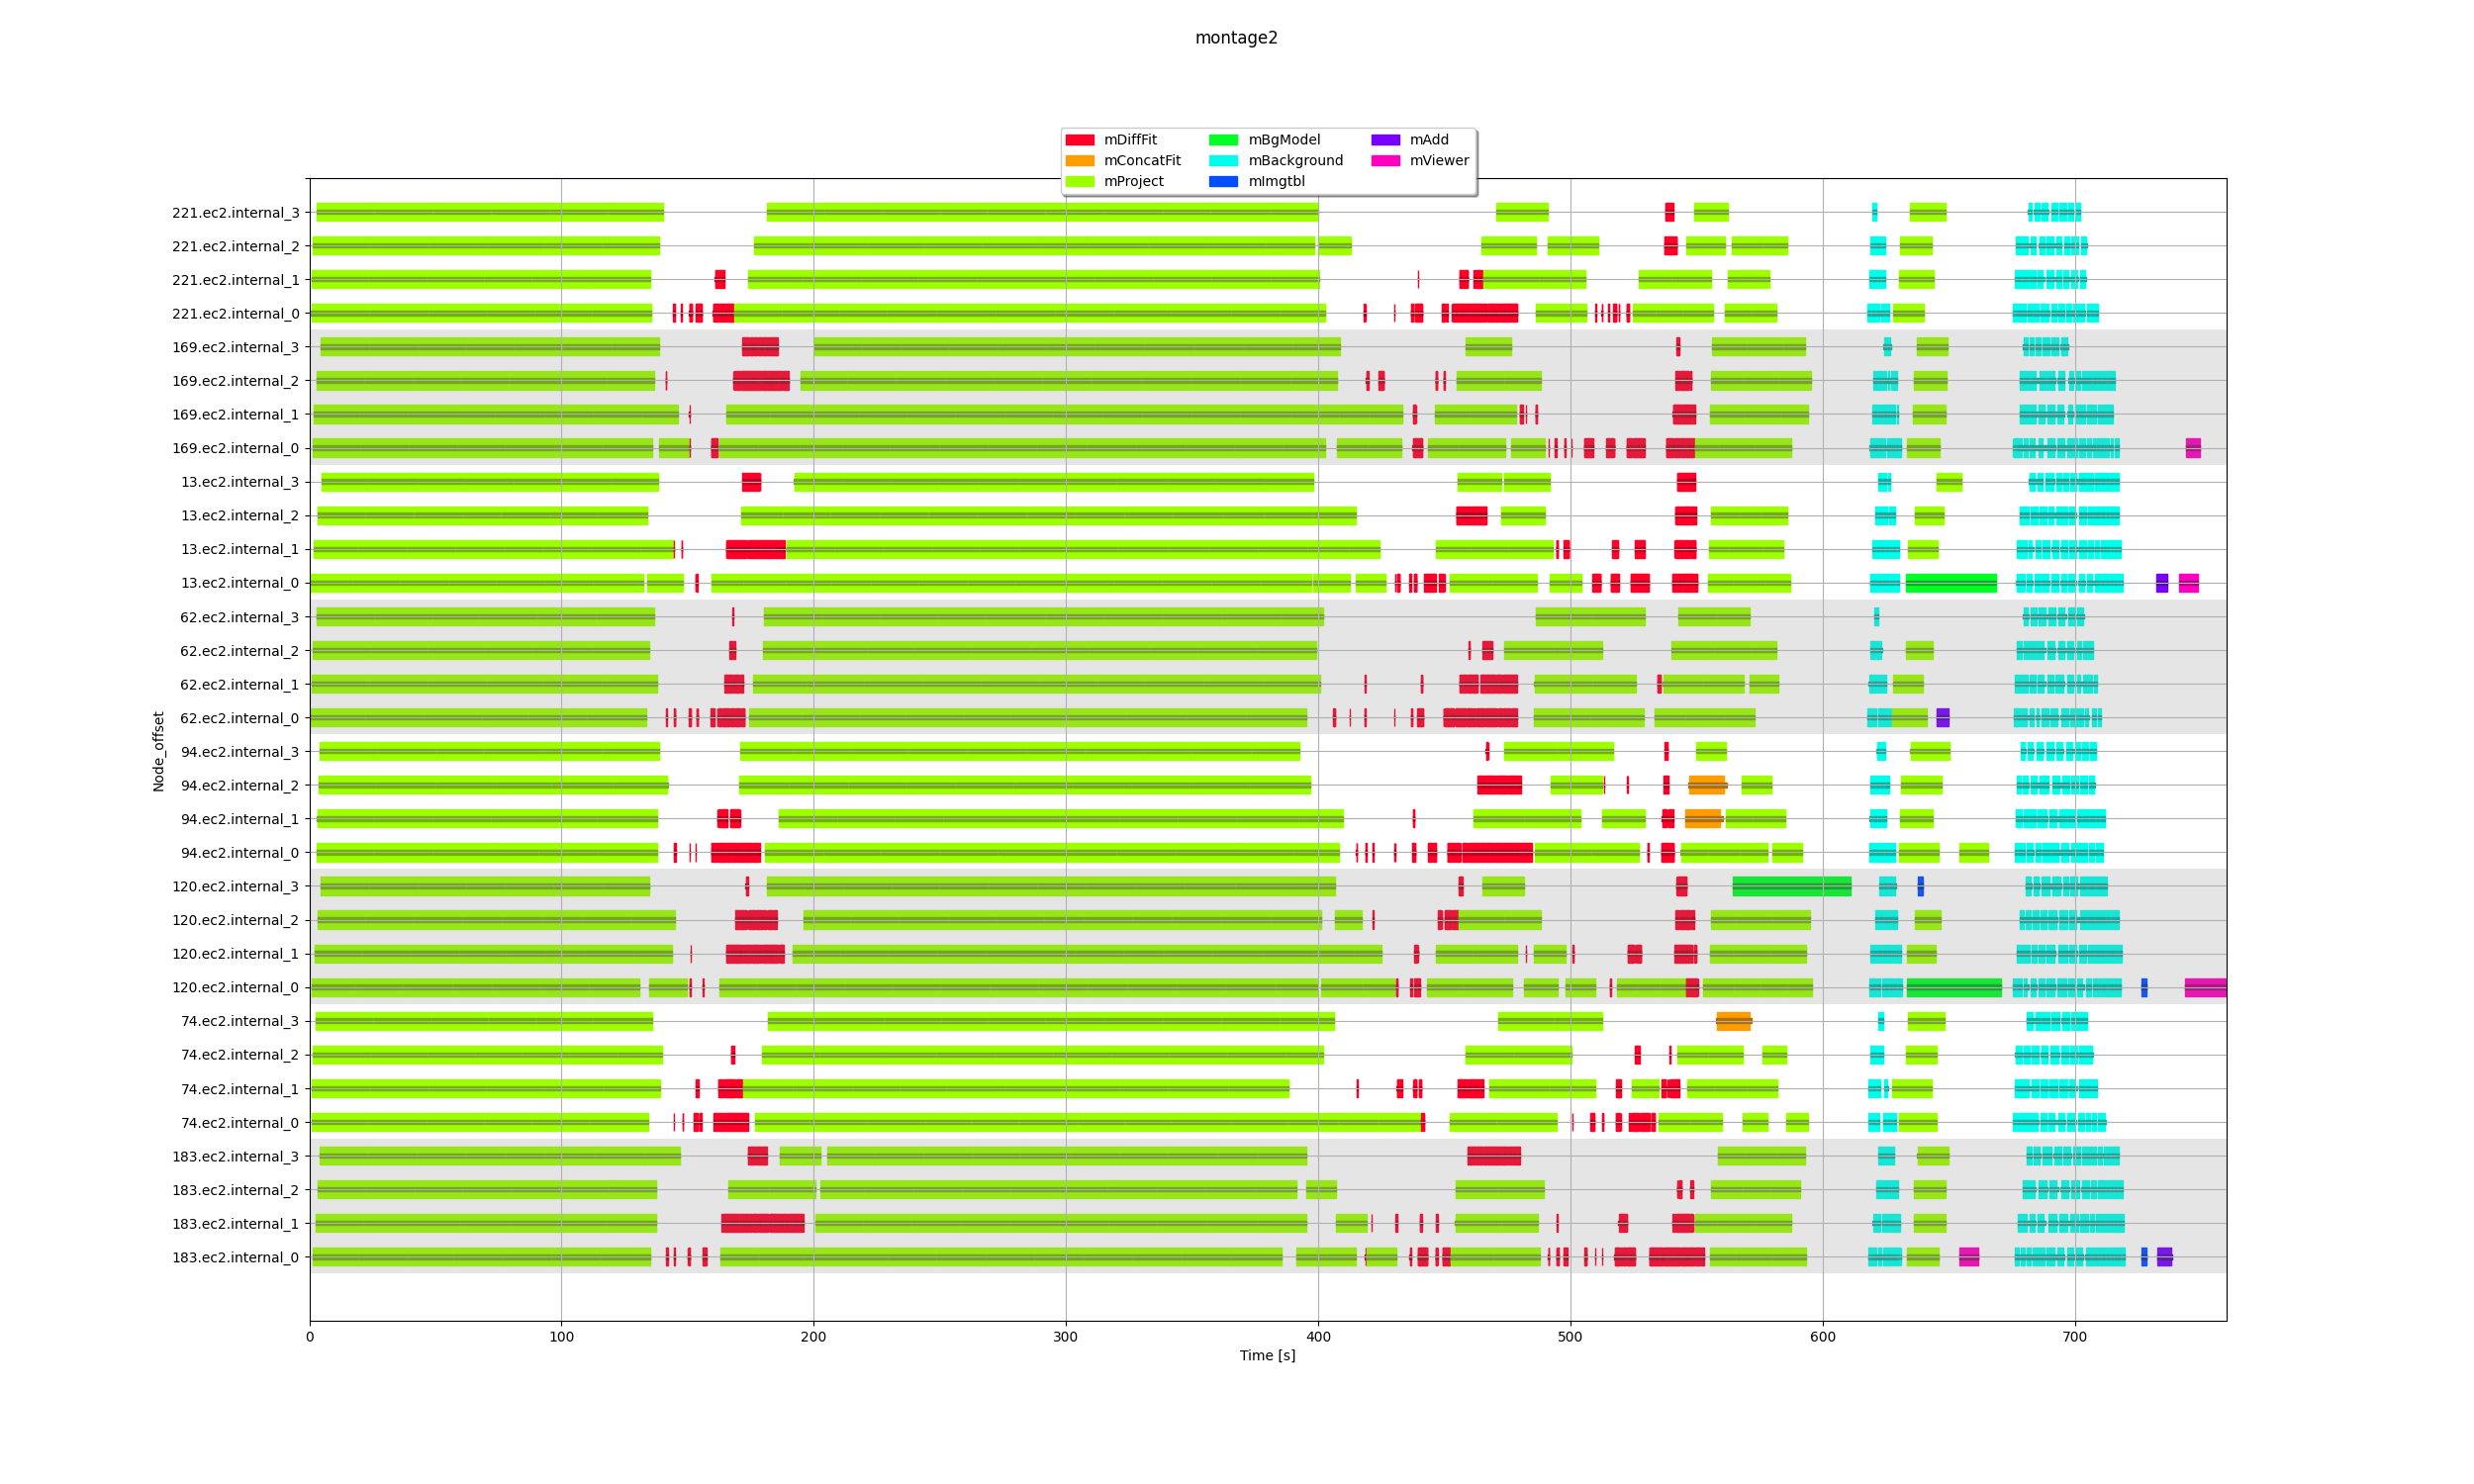 montage2
mDiffFit mBgModel mAdd
mConcatFit mBackground mViewer
mProject mImgtbl
221.ec2.internal_3
221.ec2.internal_2
221.ec2.internal_1
221.ec2.internal_0
169.ec2.internal_3
169.ec2.internal_2
169.ec2.internal_1
169.ec2.internal_0
13.ec2.internal_3
13.ec2.internal_2
13.ec2.internal_1
13.ec2.internal_0
62.ec2.internal_3
62.ec2.internal_2
62.ec2.internal_1
62.ec2.internal_0
94.ec2.internal_3
94.ec2.internal_2
94.ec2.internal_1
94.ec2.internal_0
120.ec2.internal_3
120.ec2.internal_2
120.ec2.internal_1
120.ec2.internal_0
74.ec2.internal_3
74.ec2.internal_2
74.ec2.internal_1
74.ec2.internal_0
183.ec2.internal_3
183.ec2.internal_2
183.ec2.internal_1
183.ec2.internal_0
Node_offset
0 100 200 300 400 500 600 700
Time [s]